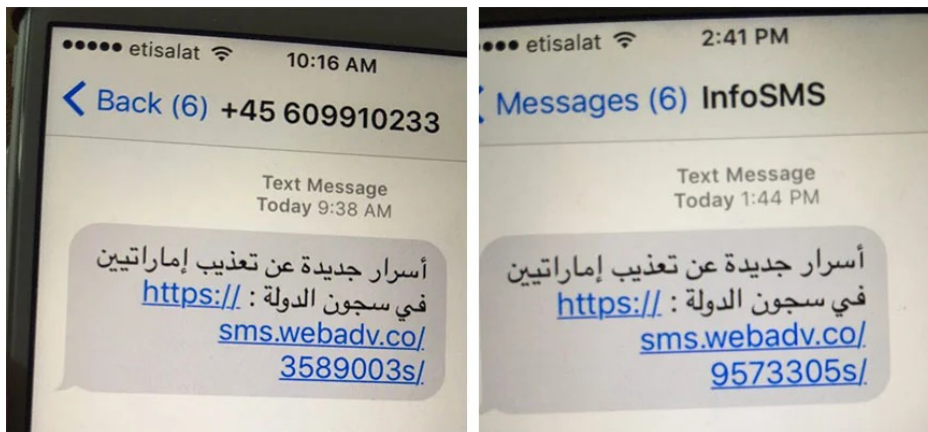 etisalat
10:16 AM
Back (6) +45 609910233
Text Message
Today 9:38 AM
أسرار جديدة عن تعذيب إماراتيين
في سجون الدولة : https://
sms.webadv.co/
3589003s/
etisalat
2:41 PM
Messages (6) InfoSMS
Text Message
Today 1:44 PM
أسرار جديدة عن تعذيب إماراتيين
في سجون الدولة : https://
sms.webadv.co/
9573305s/